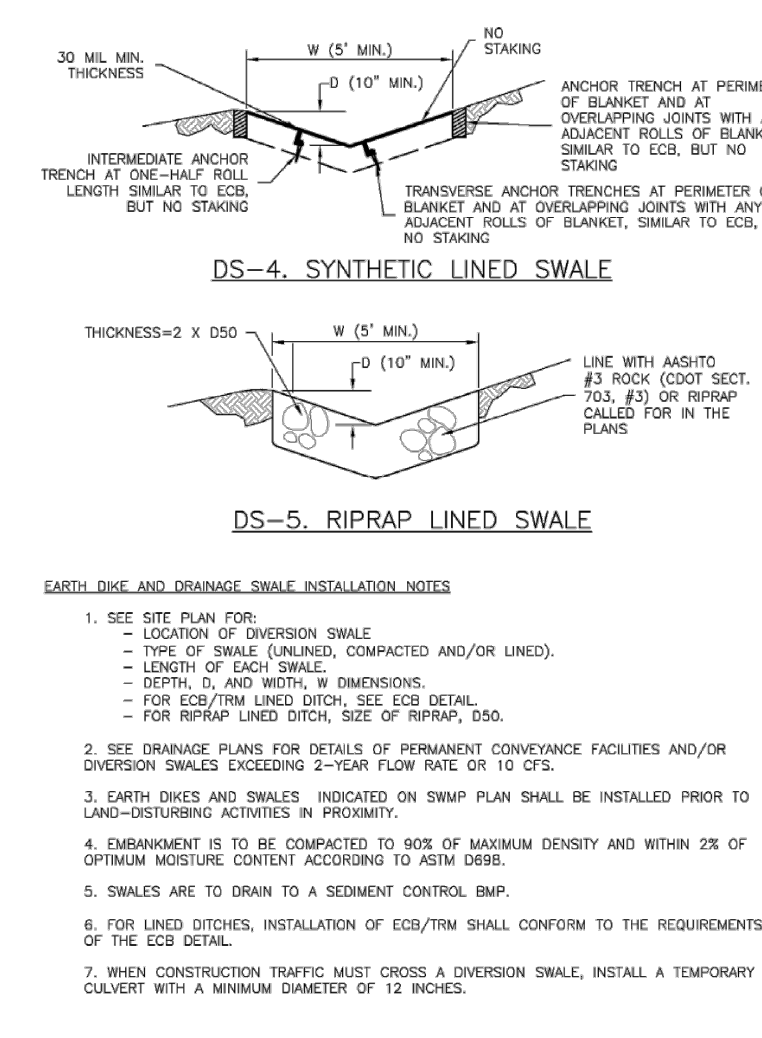 30 MIL MIN.
THICKNESS
W (5' MIN.)
D (10" MIN.)
NO
STAKING
ANCHOR TRENCH AT PERIME
OF BLANKET AND AT
OVERLAPPING JOINTS WITH
ADJACENT ROLLS OF BLANK
SIMILAR TO ECB, BUT NO
STAKING
INTERMEDIATE ANCHOR
TRENCH AT ONE-HALF ROLL
LENGTH SIMILAR TO ECB,
BUT NO STAKING
TRANSVERSE ANCHOR TRENCHES AT PERIMETER
BLANKET AND AT OVERLAPPING JOINTS WITH ANY
ADJACENT ROLLS OF BLANKET, SIMILAR TO ECB,
NO STAKING
DS-4. SYNTHETIC LINED SWALE
THICKNESS=2 X D50
W (5' MIN.)
D (10" MIN.)
LINE WITH AASHTO
#3 ROCK (CDOT SECT.
703, #3) OR RIPRAP
CALLED FOR IN THE
PLANS
DS-5. RIPRAP LINED SWALE
EARTH DIKE AND DRAINAGE SWALE INSTALLATION NOTES
1. SEE SITE PLAN FOR:
- LOCATION OF DIVERSION SWALE
- TYPE OF SWALE (UNLINED, COMPACTED AND/OR LINED).
- LENGTH OF EACH SWALE.
- DEPTH, D, AND WIDTH, W DIMENSIONS.
- FOR ECB/TRM LINED DITCH, SEE ECB DETAIL.
- FOR RIPRAP LINED DITCH, SIZE OF RIPRAP, D50.
2. SEE DRAINAGE PLANS FOR DETAILS OF PERMANENT CONVEYANCE FACILITIES AND/OR
DIVERSION SWALES EXCEEDING 2-YEAR FLOW RATE OR 10 CFS.
3. EARTH DIKES AND SWALES INDICATED ON SWMP PLAN SHALL BE INSTALLED PRIOR TO
LAND-DISTURBING ACTIVITIES IN PROXIMITY.
4. EMBANKMENT IS TO BE COMPACTED TO 90% OF MAXIMUM DENSITY AND WITHIN 2% OF
OPTIMUM MOISTURE CONTENT ACCORDING TO ASTM D698.
5. SWALES ARE TO DRAIN TO A SEDIMENT CONTROL BMP.
6. FOR LINED DITCHES, INSTALLATION OF ECB/TRM SHALL CONFORM TO THE REQUIREMENTS
OF THE ECB DETAIL.
7. WHEN CONSTRUCTION TRAFFIC MUST CROSS A DIVERSION SWALE, INSTALL A TEMPORARY
CULVERT WITH A MINIMUM DIAMETER OF 12 INCHES.